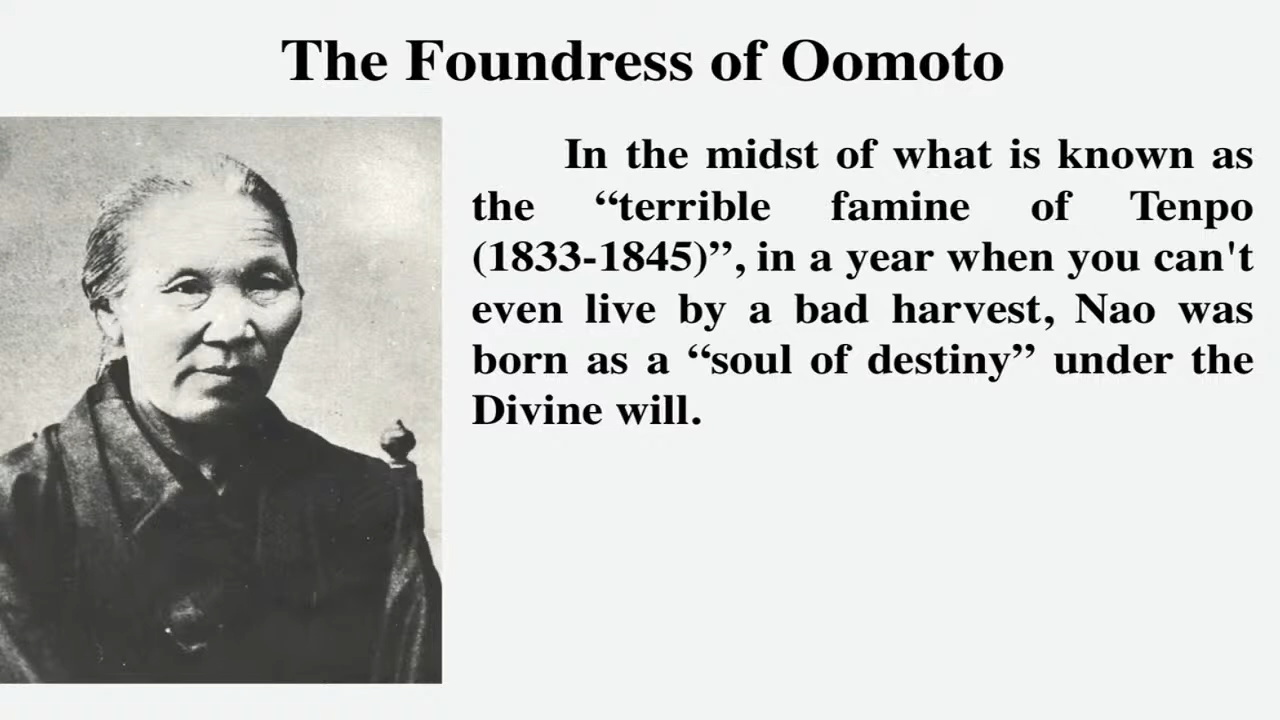 The Foundress of Oomoto
In the midst of what is known as
the “terrible famine of Tenpo
(1833-1845)”, in a year when you can't
even live by a bad harvest, Nao was
born as a “soul of destiny” under the
Divine will.